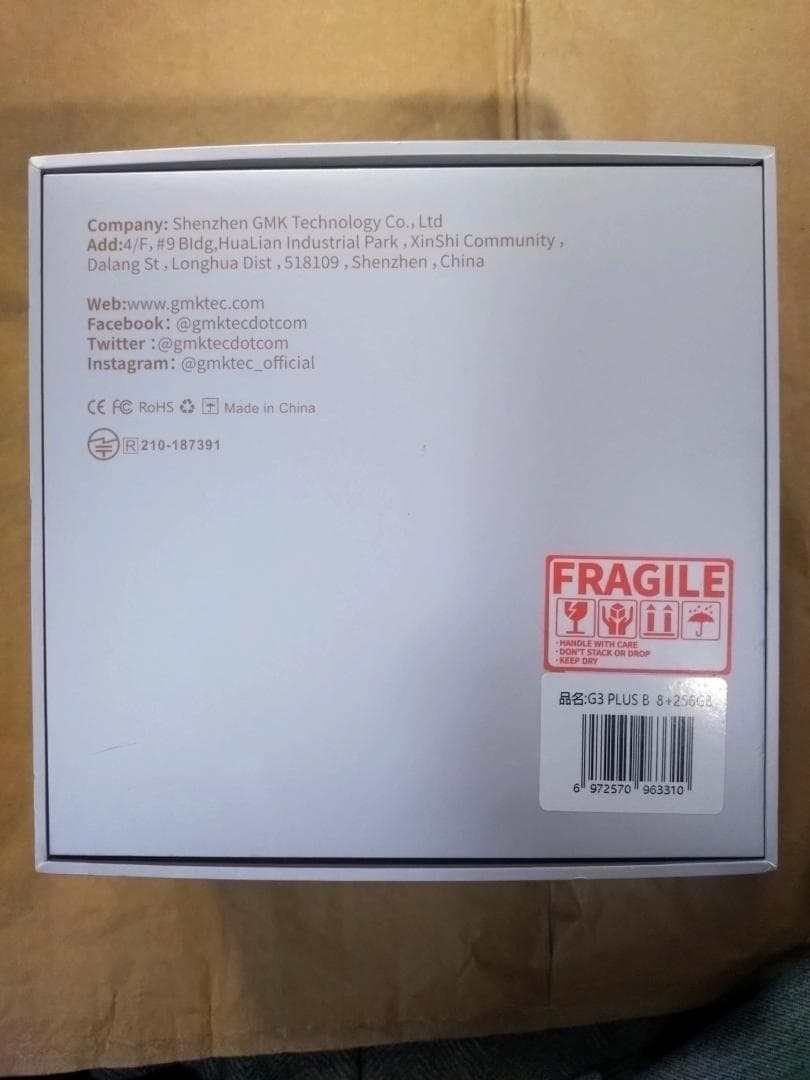 Company: Shenzhen GMK Technology Co., Ltd
Add:4/F, #9 Bldg,HuaLian Industrial Park , XinShi Community ,
Dalang St , Longhua Dist , 518109 , Shenzhen , China
Web:www.gmktec.com
Facebook: @gmktecdotcom
Twitter :@gmktecdotcom
Instagram: @gmktec_official
CE FC RoHS Made in China
R 210-187391
FRAGILE
·HANDLE WITH CARE
·DON'T STACK OR DROP
·KEEP DRY
品名:G3 PLUS B 8+256GB
6 972570 963310